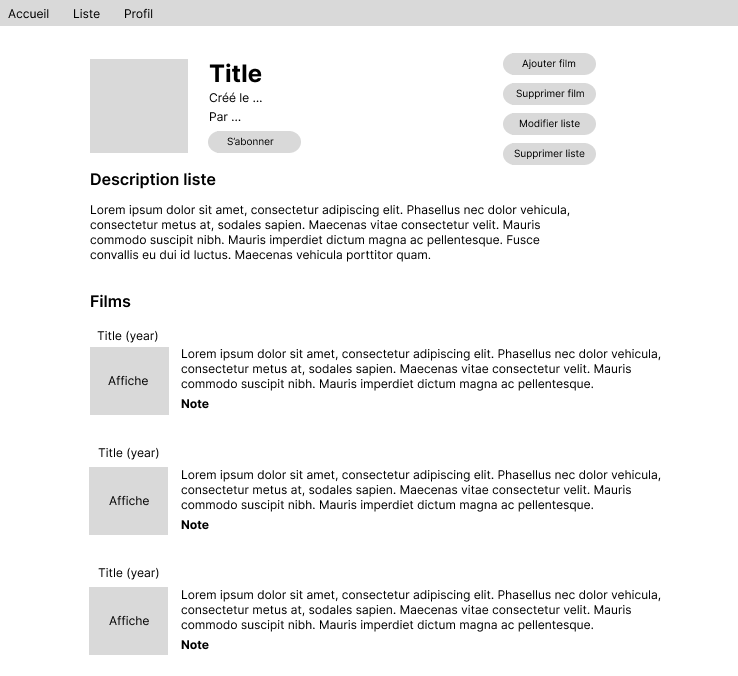 Accueil Liste Profil
Title
Créé le ...
Par ...
S'abonner
Ajouter film
Supprimer film
Modifier liste
Supprimer liste
Description liste
Lorem ipsum dolor sit amet, consectetur adipiscing elit. Phasellus nec dolor vehicula,
consectetur metus at, sodales sapien. Maecenas vitae consectetur velit. Mauris
commodo suscipit nibh. Mauris imperdiet dictum magna ac pellentesque. Fusce
convallis eu dui id luctus. Maecenas vehicula porttitor quam.
Films
Title (year)
Affiche
Lorem ipsum dolor sit amet, consectetur adipiscing elit. Phasellus nec dolor vehicula,
consectetur metus at, sodales sapien. Maecenas vitae consectetur velit. Mauris
commodo suscipit nibh. Mauris imperdiet dictum magna ac pellentesque.
Note
Title (year)
Affiche
Lorem ipsum dolor sit amet, consectetur adipiscing elit. Phasellus nec dolor vehicula,
consectetur metus at, sodales sapien. Maecenas vitae consectetur velit. Mauris
commodo suscipit nibh. Mauris imperdiet dictum magna ac pellentesque.
Note
Title (year)
Affiche
Lorem ipsum dolor sit amet, consectetur adipiscing elit. Phasellus nec dolor vehicula,
consectetur metus at, sodales sapien. Maecenas vitae consectetur velit. Mauris
commodo suscipit nibh. Mauris imperdiet dictum magna ac pellentesque.
Note